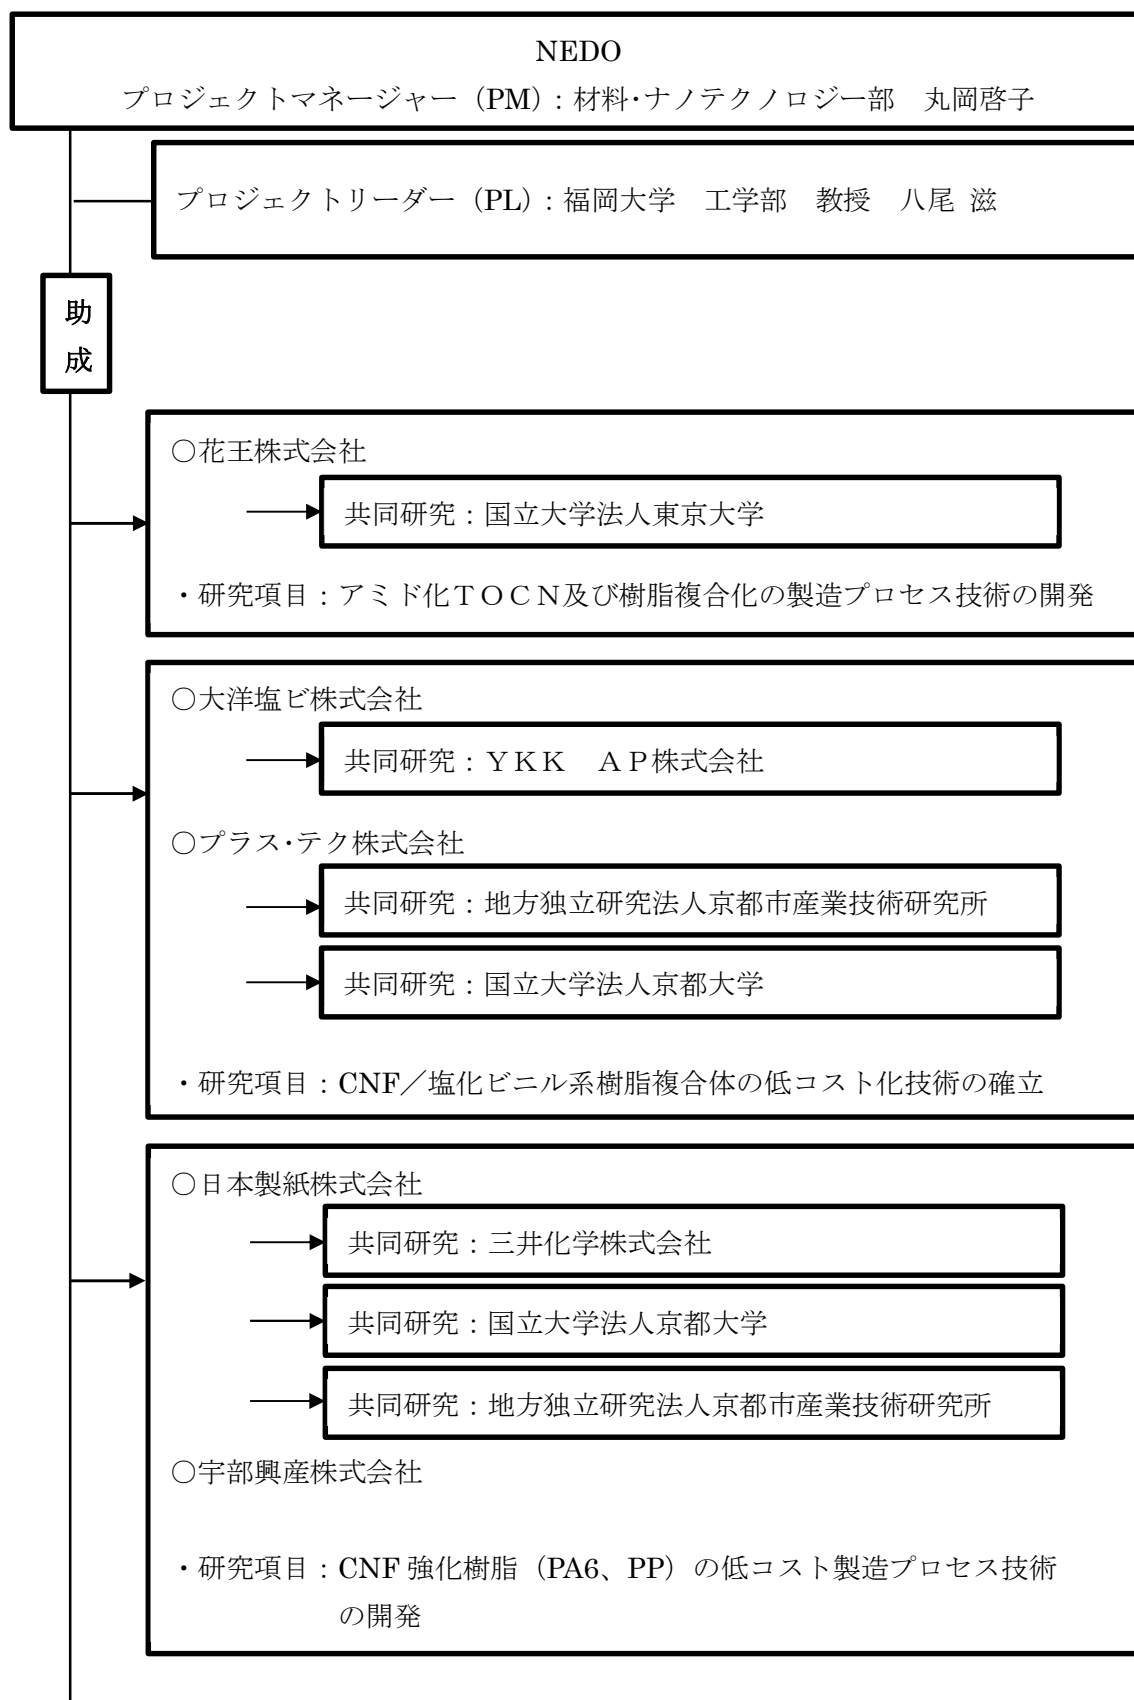 NEDO
プロジェクトマネージャー（PM）：材料・ナノテクノロジー部　丸岡啓子
プロジェクトリーダー（PL）：福岡大学　工学部　教授　八尾 滋
助
成
○花王株式会社
共同研究：国立大学法人東京大学
・研究項目：アミド化ＴＯＣＮ及び樹脂複合化の製造プロセス技術の開発
○大洋塩ビ株式会社
共同研究：ＹＫＫ　ＡＰ株式会社
○プラス・テク株式会社
共同研究：地方独立研究法人京都市産業技術研究所
共同研究：国立大学法人京都大学
・研究項目：CNF／塩化ビニル系樹脂複合体の低コスト化技術の確立
○日本製紙株式会社
共同研究：三井化学株式会社
共同研究：国立大学法人京都大学
共同研究：地方独立研究法人京都市産業技術研究所
○宇部興産株式会社
・研究項目：CNF 強化樹脂（PA6、PP）の低コスト製造プロセス技術
の開発